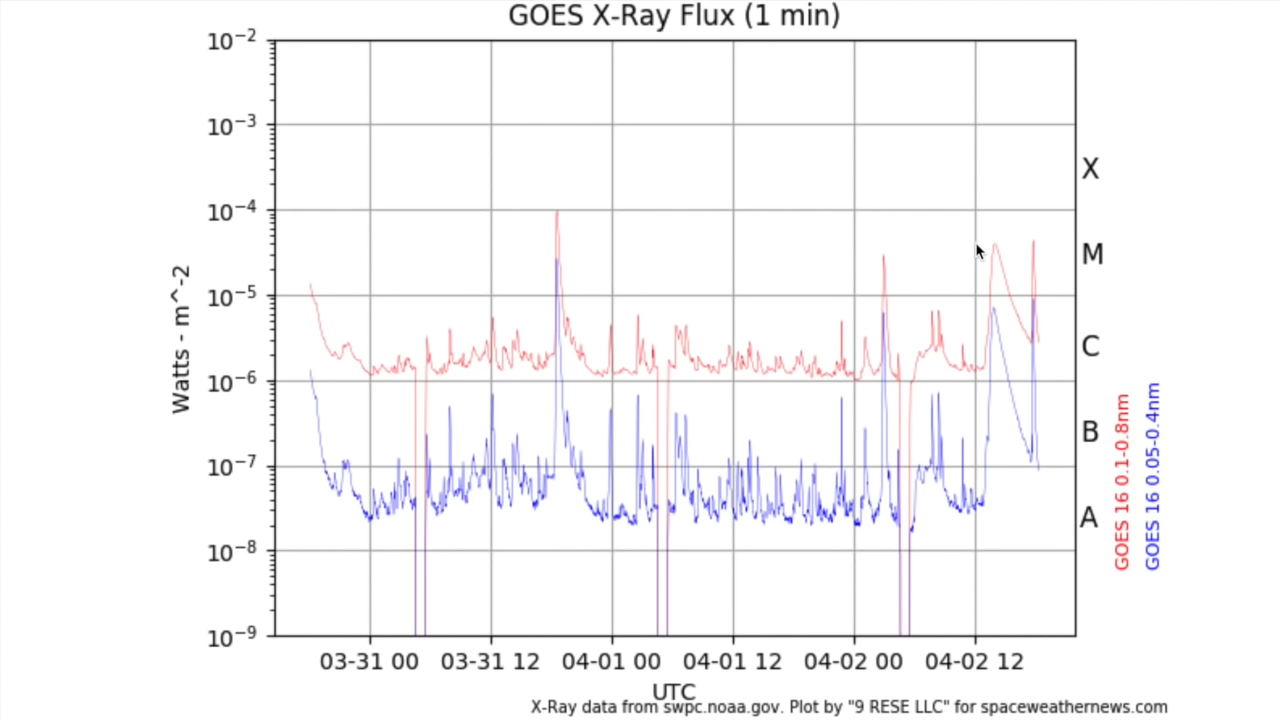 GOES X-Ray Flux (1 min)
10^-2
10^-3
10^-4
10^-5
10^-6
10^-7
10^-8
10^-9
Watts - m^-2
X
M
C
B
A
GOES 16 0.1-0.8nm
GOES 16 0.05-0.4nm
03-31 00 03-31 12 04-01 00 04-01 12 04-02 00 04-02 12
UTC
X-Ray data from swpc.noaa.gov. Plot by "9 RESE LLC" for spaceweathernews.com